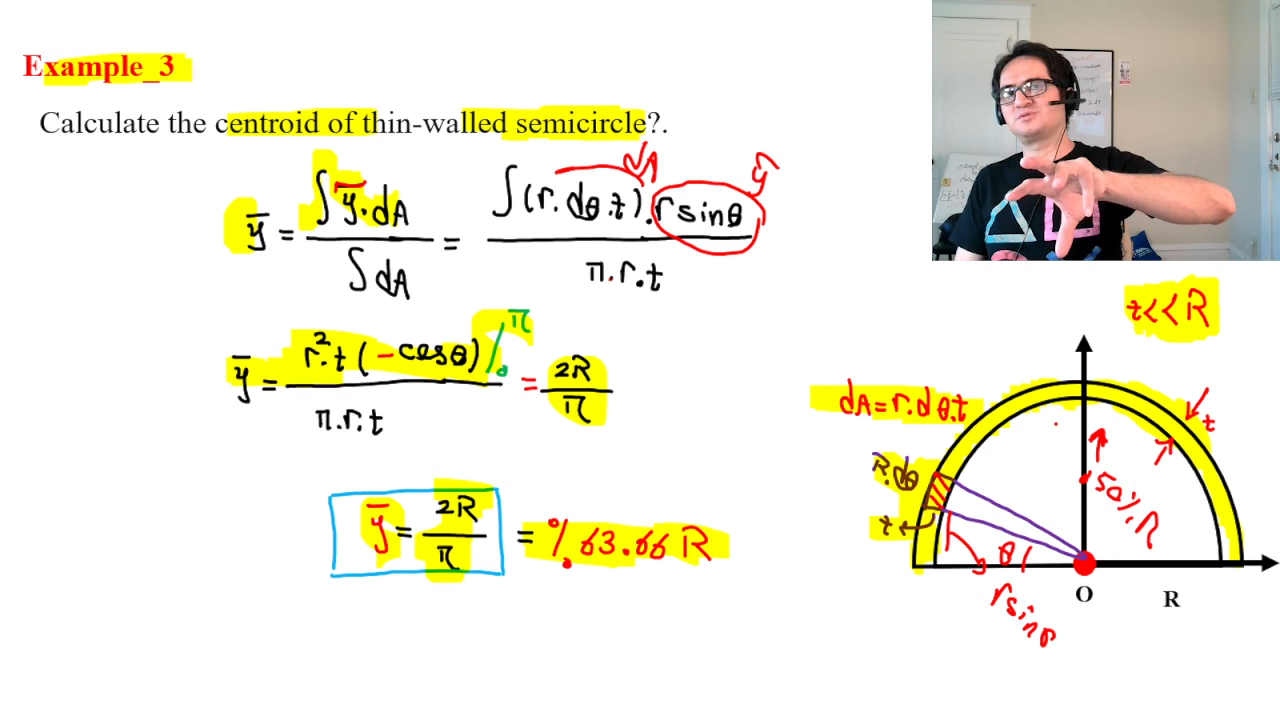 Example_3
Calculate the centroid of thin-walled semicircle?.
ȳ = ∫ȳ.dA / ∫dA = ∫(r.dθ.t).rsinθ / π.r.t
dA
ȳ
ȳ = r².t(-cosθ)|₀^π / π.r.t = 2R/π
ȳ = 2R/π = %63.66 R
t<<R
dA=r.dθ.t
t
R.dθ
t
50%.R
θ
rsinθ
O
R